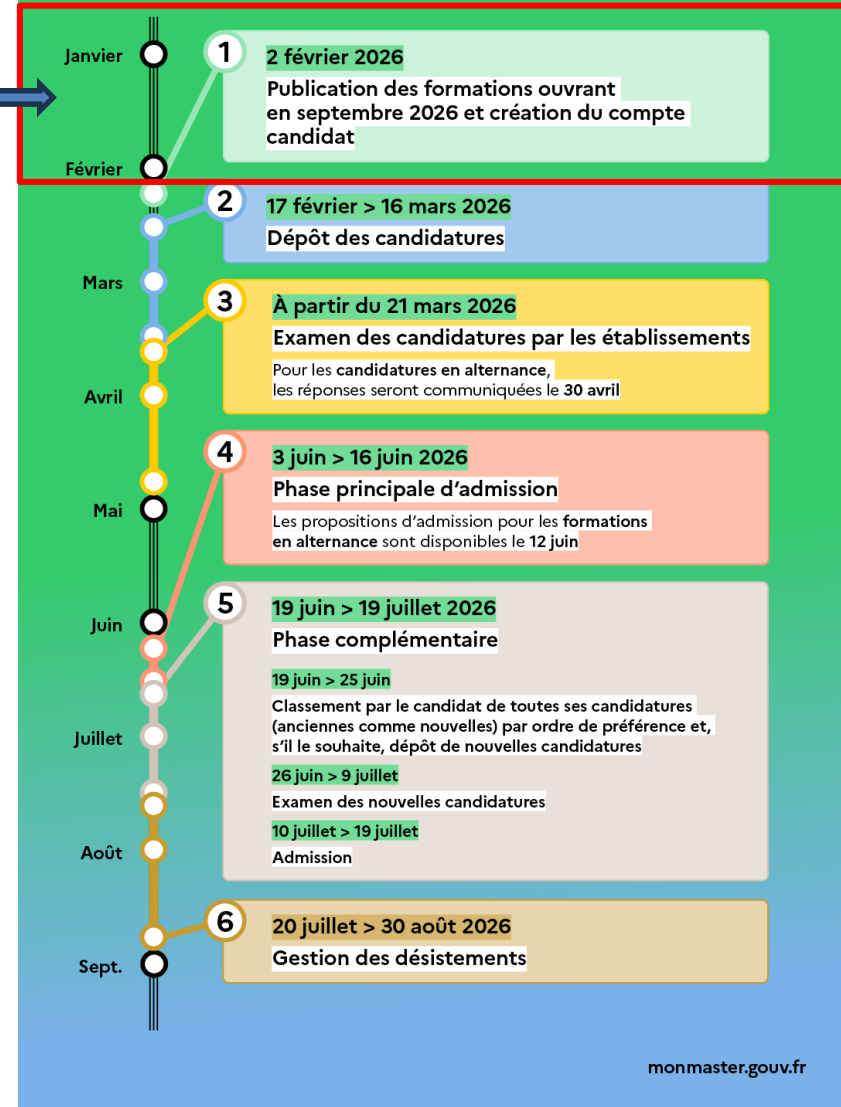 Janvier
1
2 février 2026
Publication des formations ouvrant
en septembre 2026 et création du compte
candidat
Février
2
17 février > 16 mars 2026
Dépôt des candidatures
Mars
3
À partir du 21 mars 2026
Examen des candidatures par les établissements
Pour les candidatures en alternance,
les réponses seront communiquées le 30 avril
Avril
4
3 juin > 16 juin 2026
Phase principale d’admission
Les propositions d’admission pour les formations
en alternance sont disponibles le 12 juin
Mai
5
19 juin > 19 juillet 2026
Phase complémentaire
Juin
19 juin > 25 juin
Classement par le candidat de toutes ses candidatures
(anciennes comme nouvelles) par ordre de préférence et,
s’il le souhaite, dépôt de nouvelles candidatures
Juillet
26 juin > 9 juillet
Examen des nouvelles candidatures
10 juillet > 19 juillet
Admission
Août
6
20 juillet > 30 août 2026
Gestion des désistements
Sept.
monmaster.gouv.fr